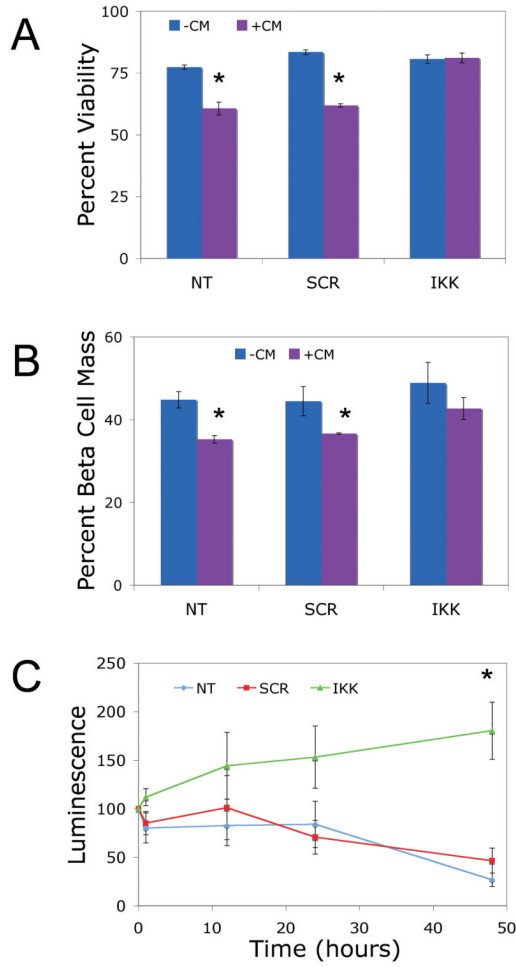 A
Percent Viability
100
75
50
25
0
-CM +CM
* *
NT SCR IKK
B
Percent Beta Cell Mass
60
40
20
0
-CM +CM
* *
NT SCR IKK
C
Luminescence
250
200
150
100
50
0
NT SCR IKK
*
0 10 20 30 40 50
Time (hours)